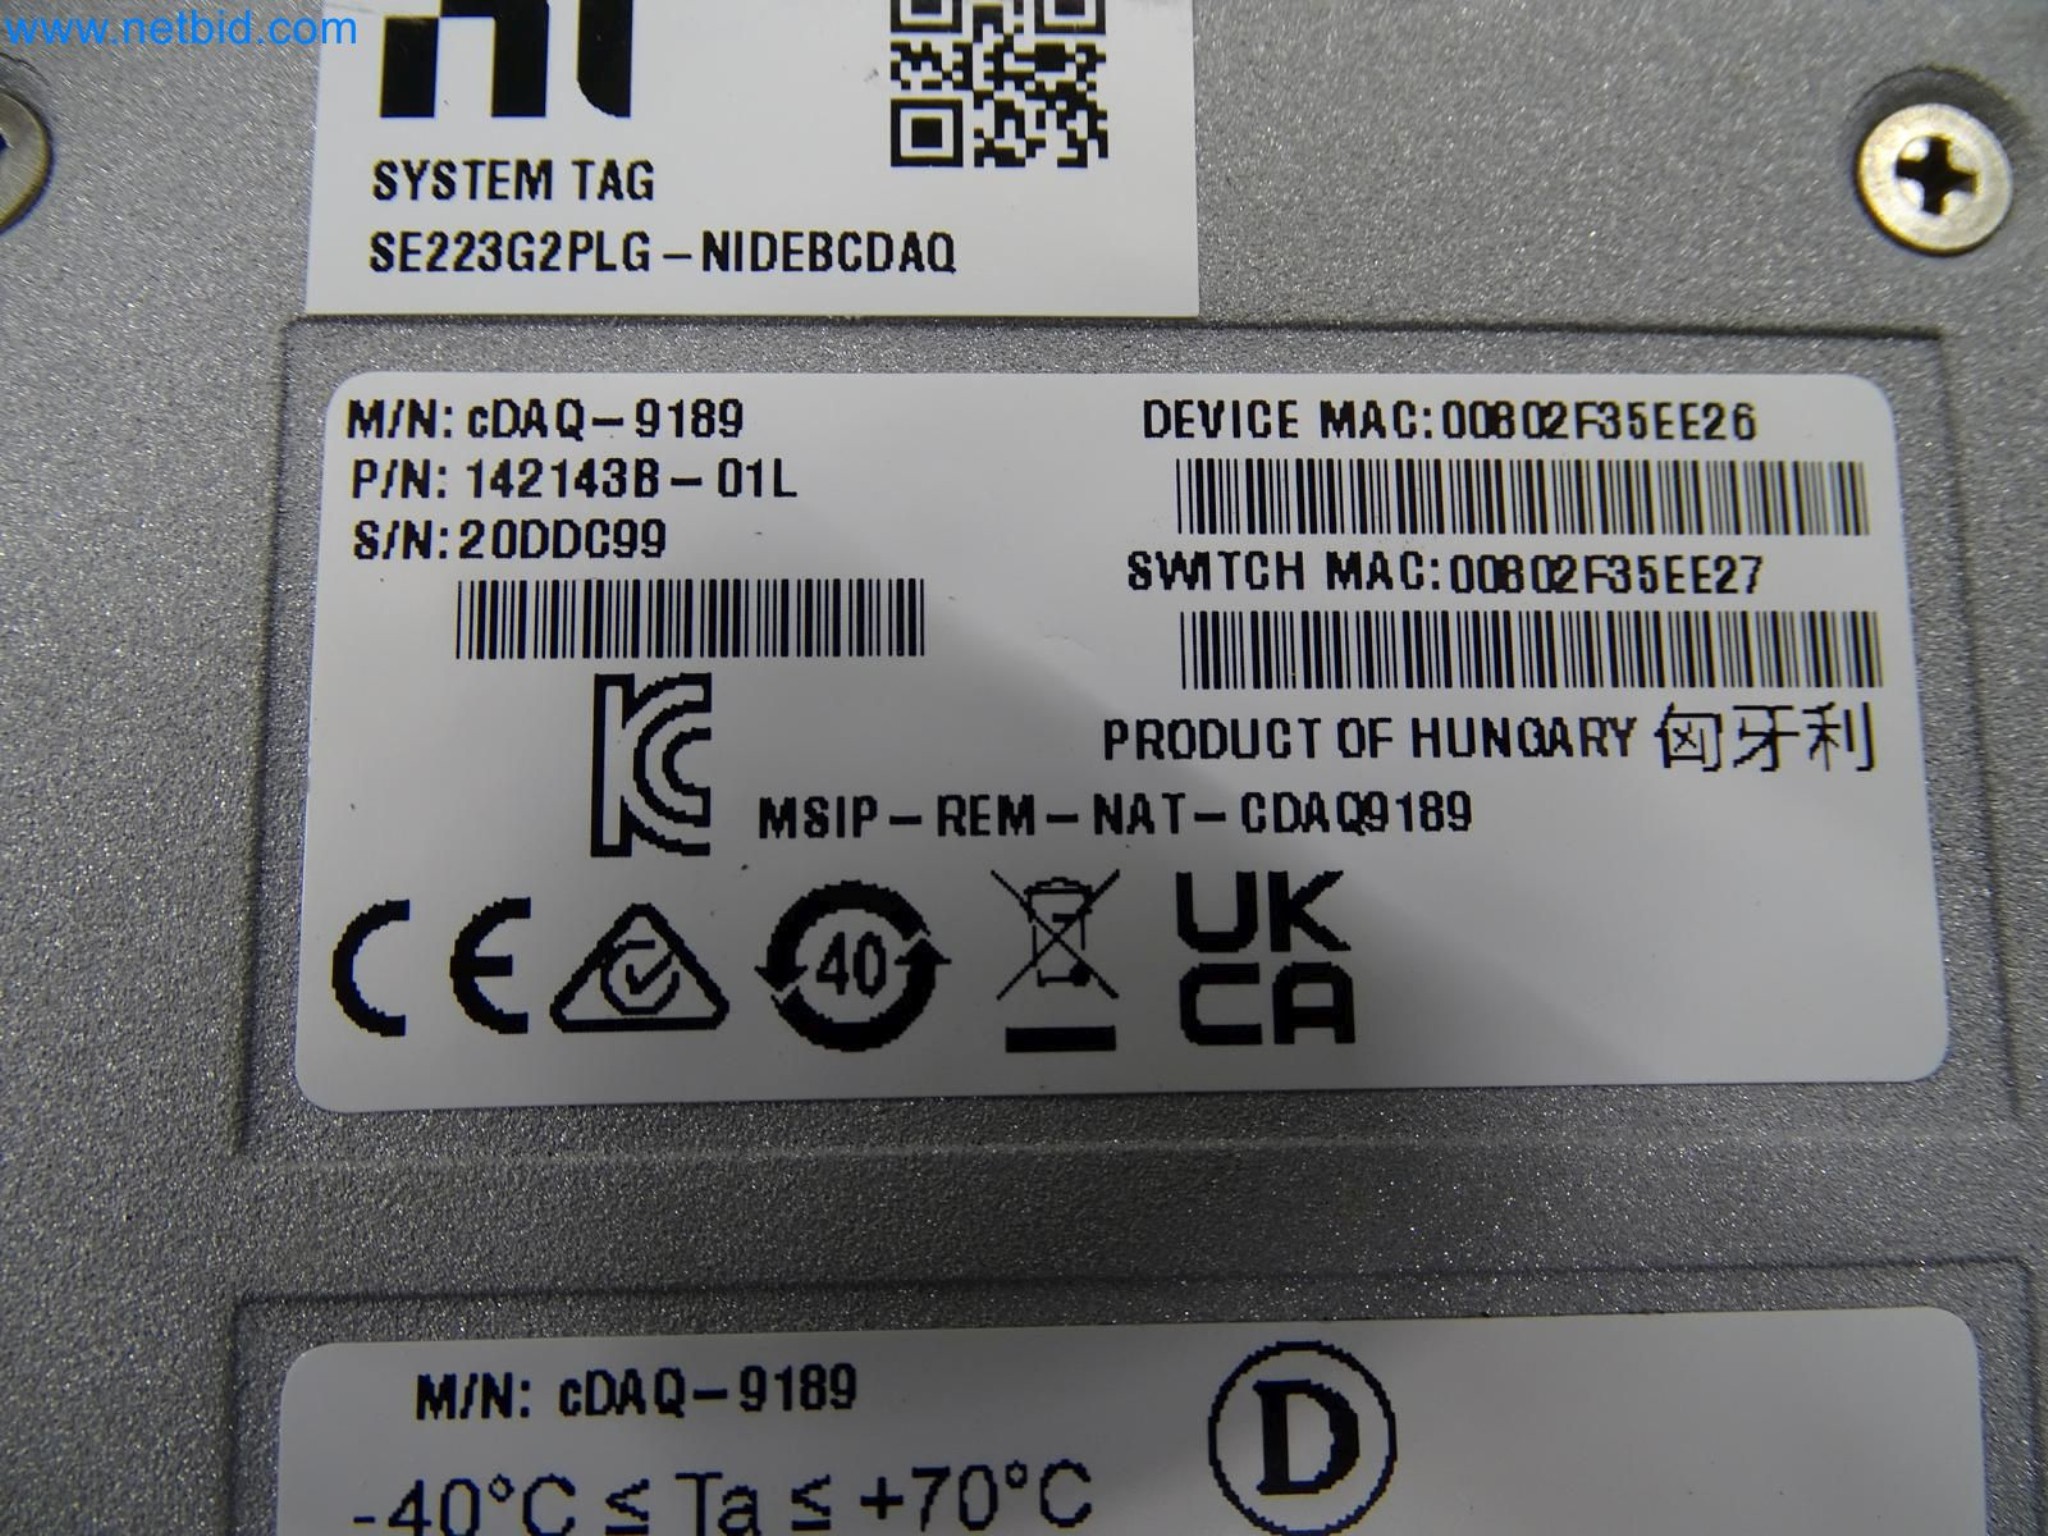 www.netbid.com
SYSTEM TAG
SE223G2PLG-NIDEBCDAQ
M/N: cDAQ-9189
P/N: 142143B-01L
S/N: 20DDC99
DEVICE MAC: 00802F35EE26
SWITCH MAC: 00802F35EE27
PRODUCT OF HUNGARY 匈牙利
MSIP-REM-NAT-CDAQ9189
CE
40
UK
CA
M/N: cDAQ-9189
D
-40°C ≤ Ta ≤ +70°C